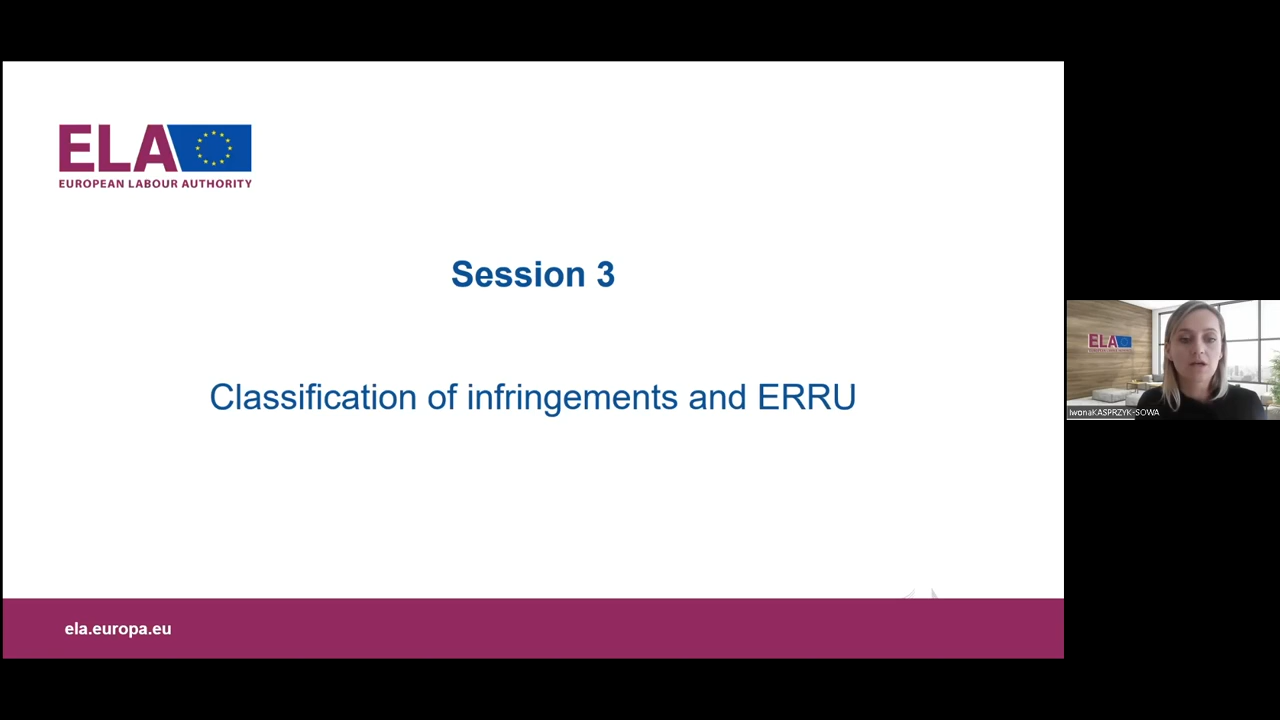 ELA
EUROPEAN LABOUR AUTHORITY
Session 3
Classification of infringements and ERRU
ela.europa.eu
ELA
IwonaKASPRZYK-SOWA